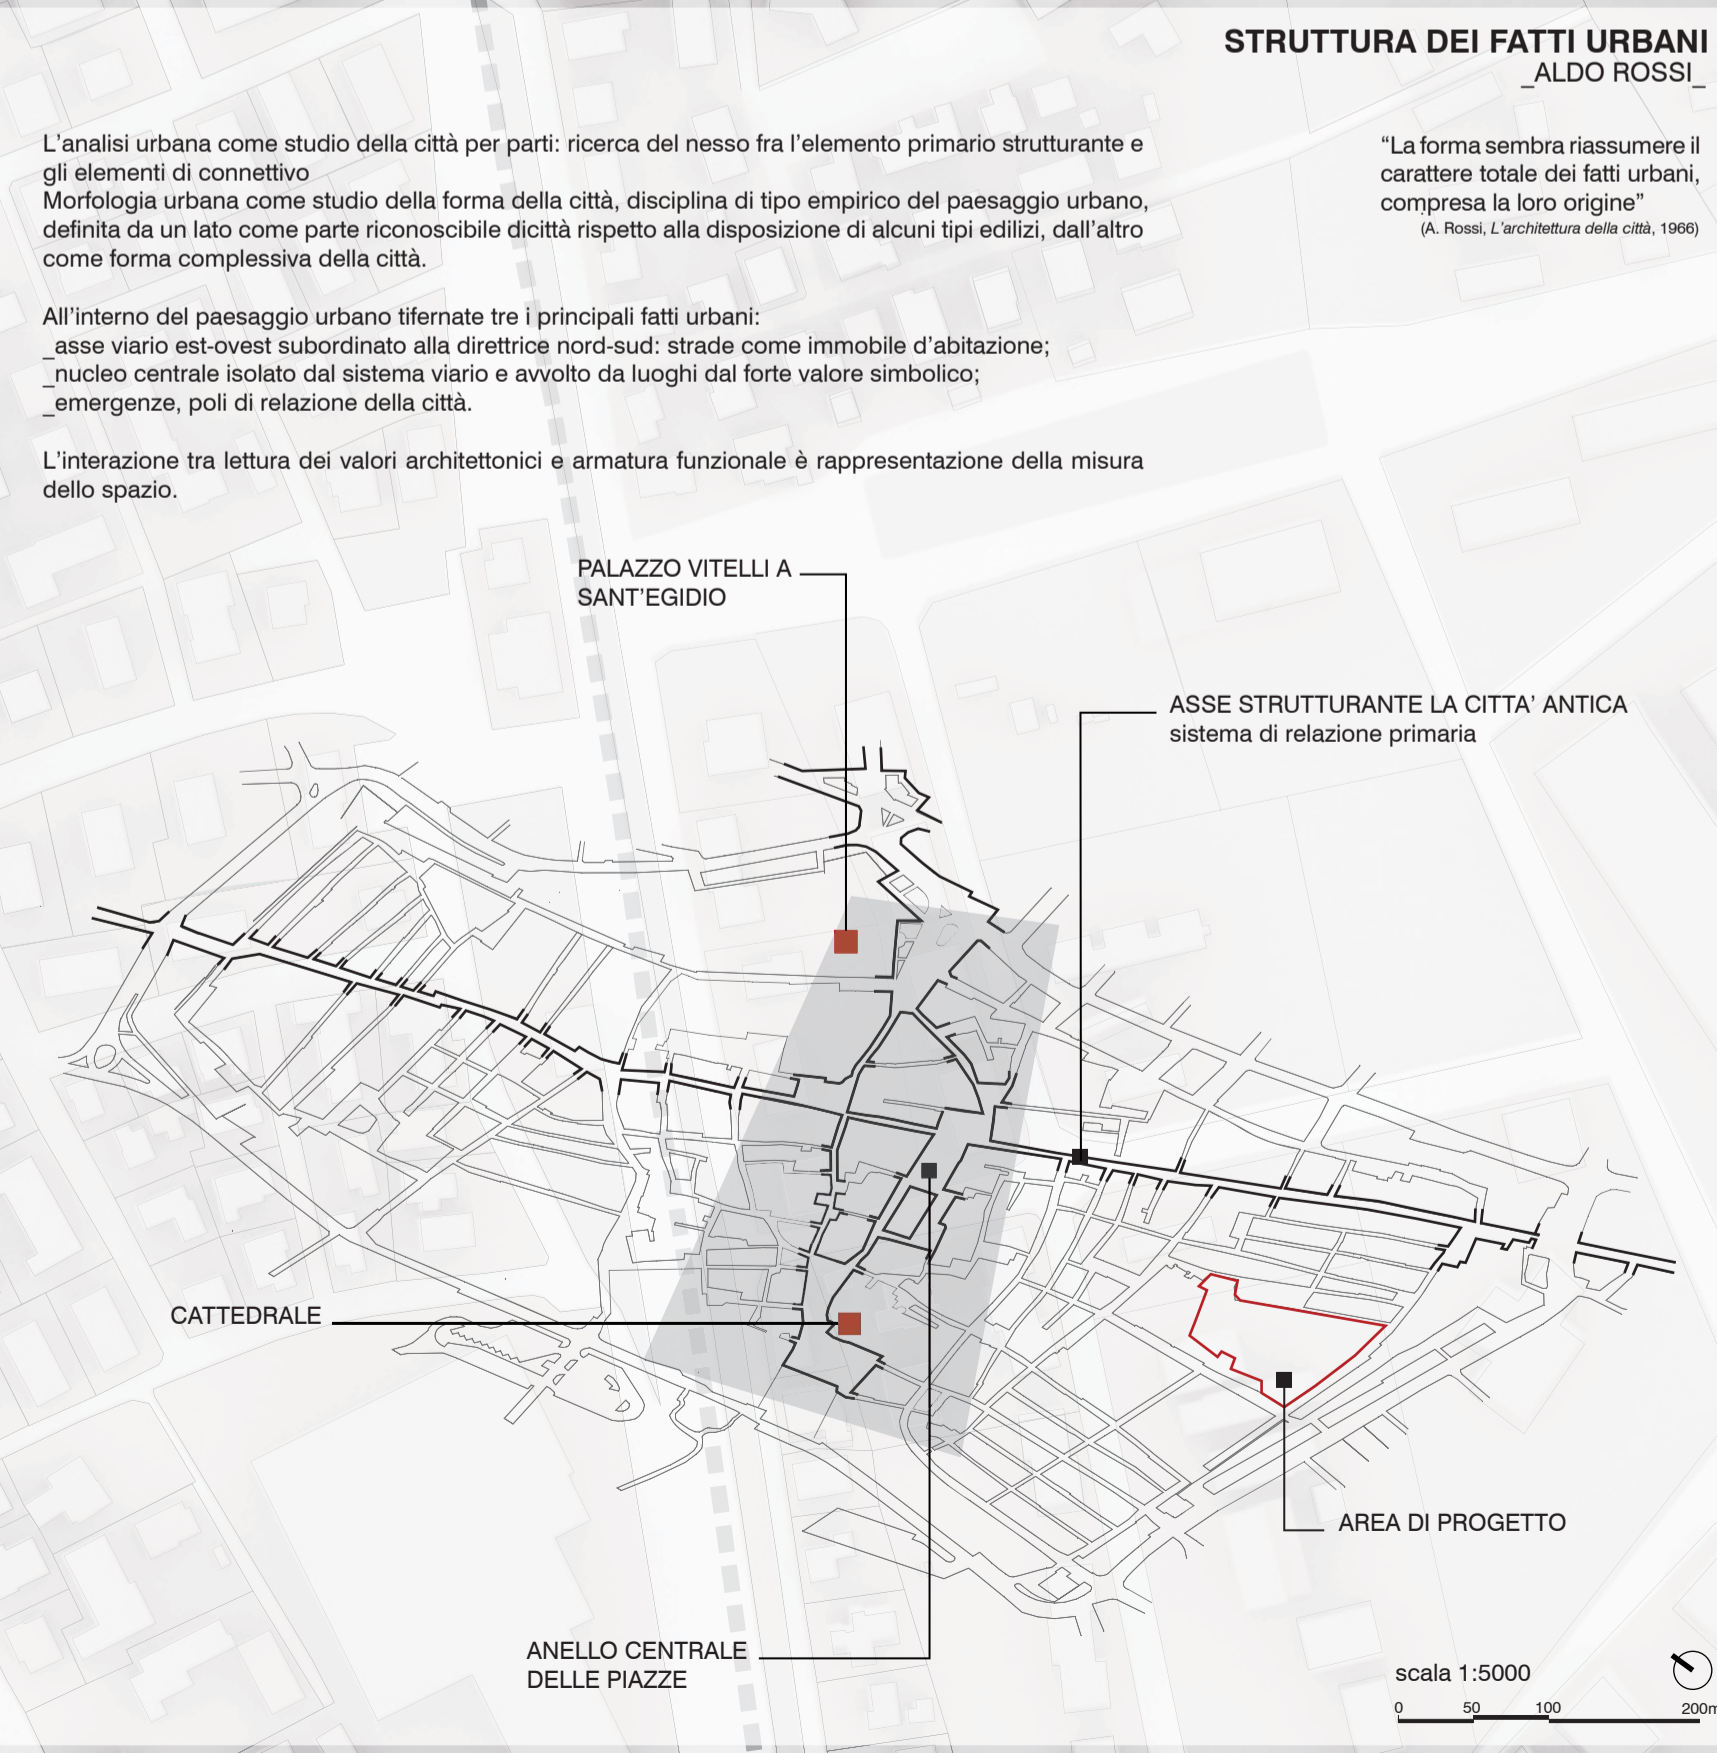 STRUTTURA DEI FATTI URBANI
_ALDO ROSSI_
L'analisi urbana come studio della città per parti: ricerca del nesso fra l'elemento primario strutturante e
gli elementi di connettivo
Morfologia urbana come studio della forma della città, disciplina di tipo empirico del paesaggio urbano,
definita da un lato come parte riconoscibile dicittà rispetto alla disposizione di alcuni tipi edilizi, dall'altro
come forma complessiva della città.
All'interno del paesaggio urbano tifernate tre i principali fatti urbani:
_asse viario est-ovest subordinato alla direttrice nord-sud: strade come immobile d'abitazione;
_nucleo centrale isolato dal sistema viario e avvolto da luoghi dal forte valore simbolico;
_emergenze, poli di relazione della città.
L'interazione tra lettura dei valori architettonici e armatura funzionale è rappresentazione della misura
dello spazio.
“La forma sembra riassumere il
carattere totale dei fatti urbani,
compresa la loro origine”
(A. Rossi, L'architettura della città, 1966)
PALAZZO VITELLI A
SANT'EGIDIO
ASSE STRUTTURANTE LA CITTA' ANTICA
sistema di relazione primaria
CATTEDRALE
AREA DI PROGETTO
ANELLO CENTRALE
DELLE PIAZZE
scala 1:5000
0 50 100 200m